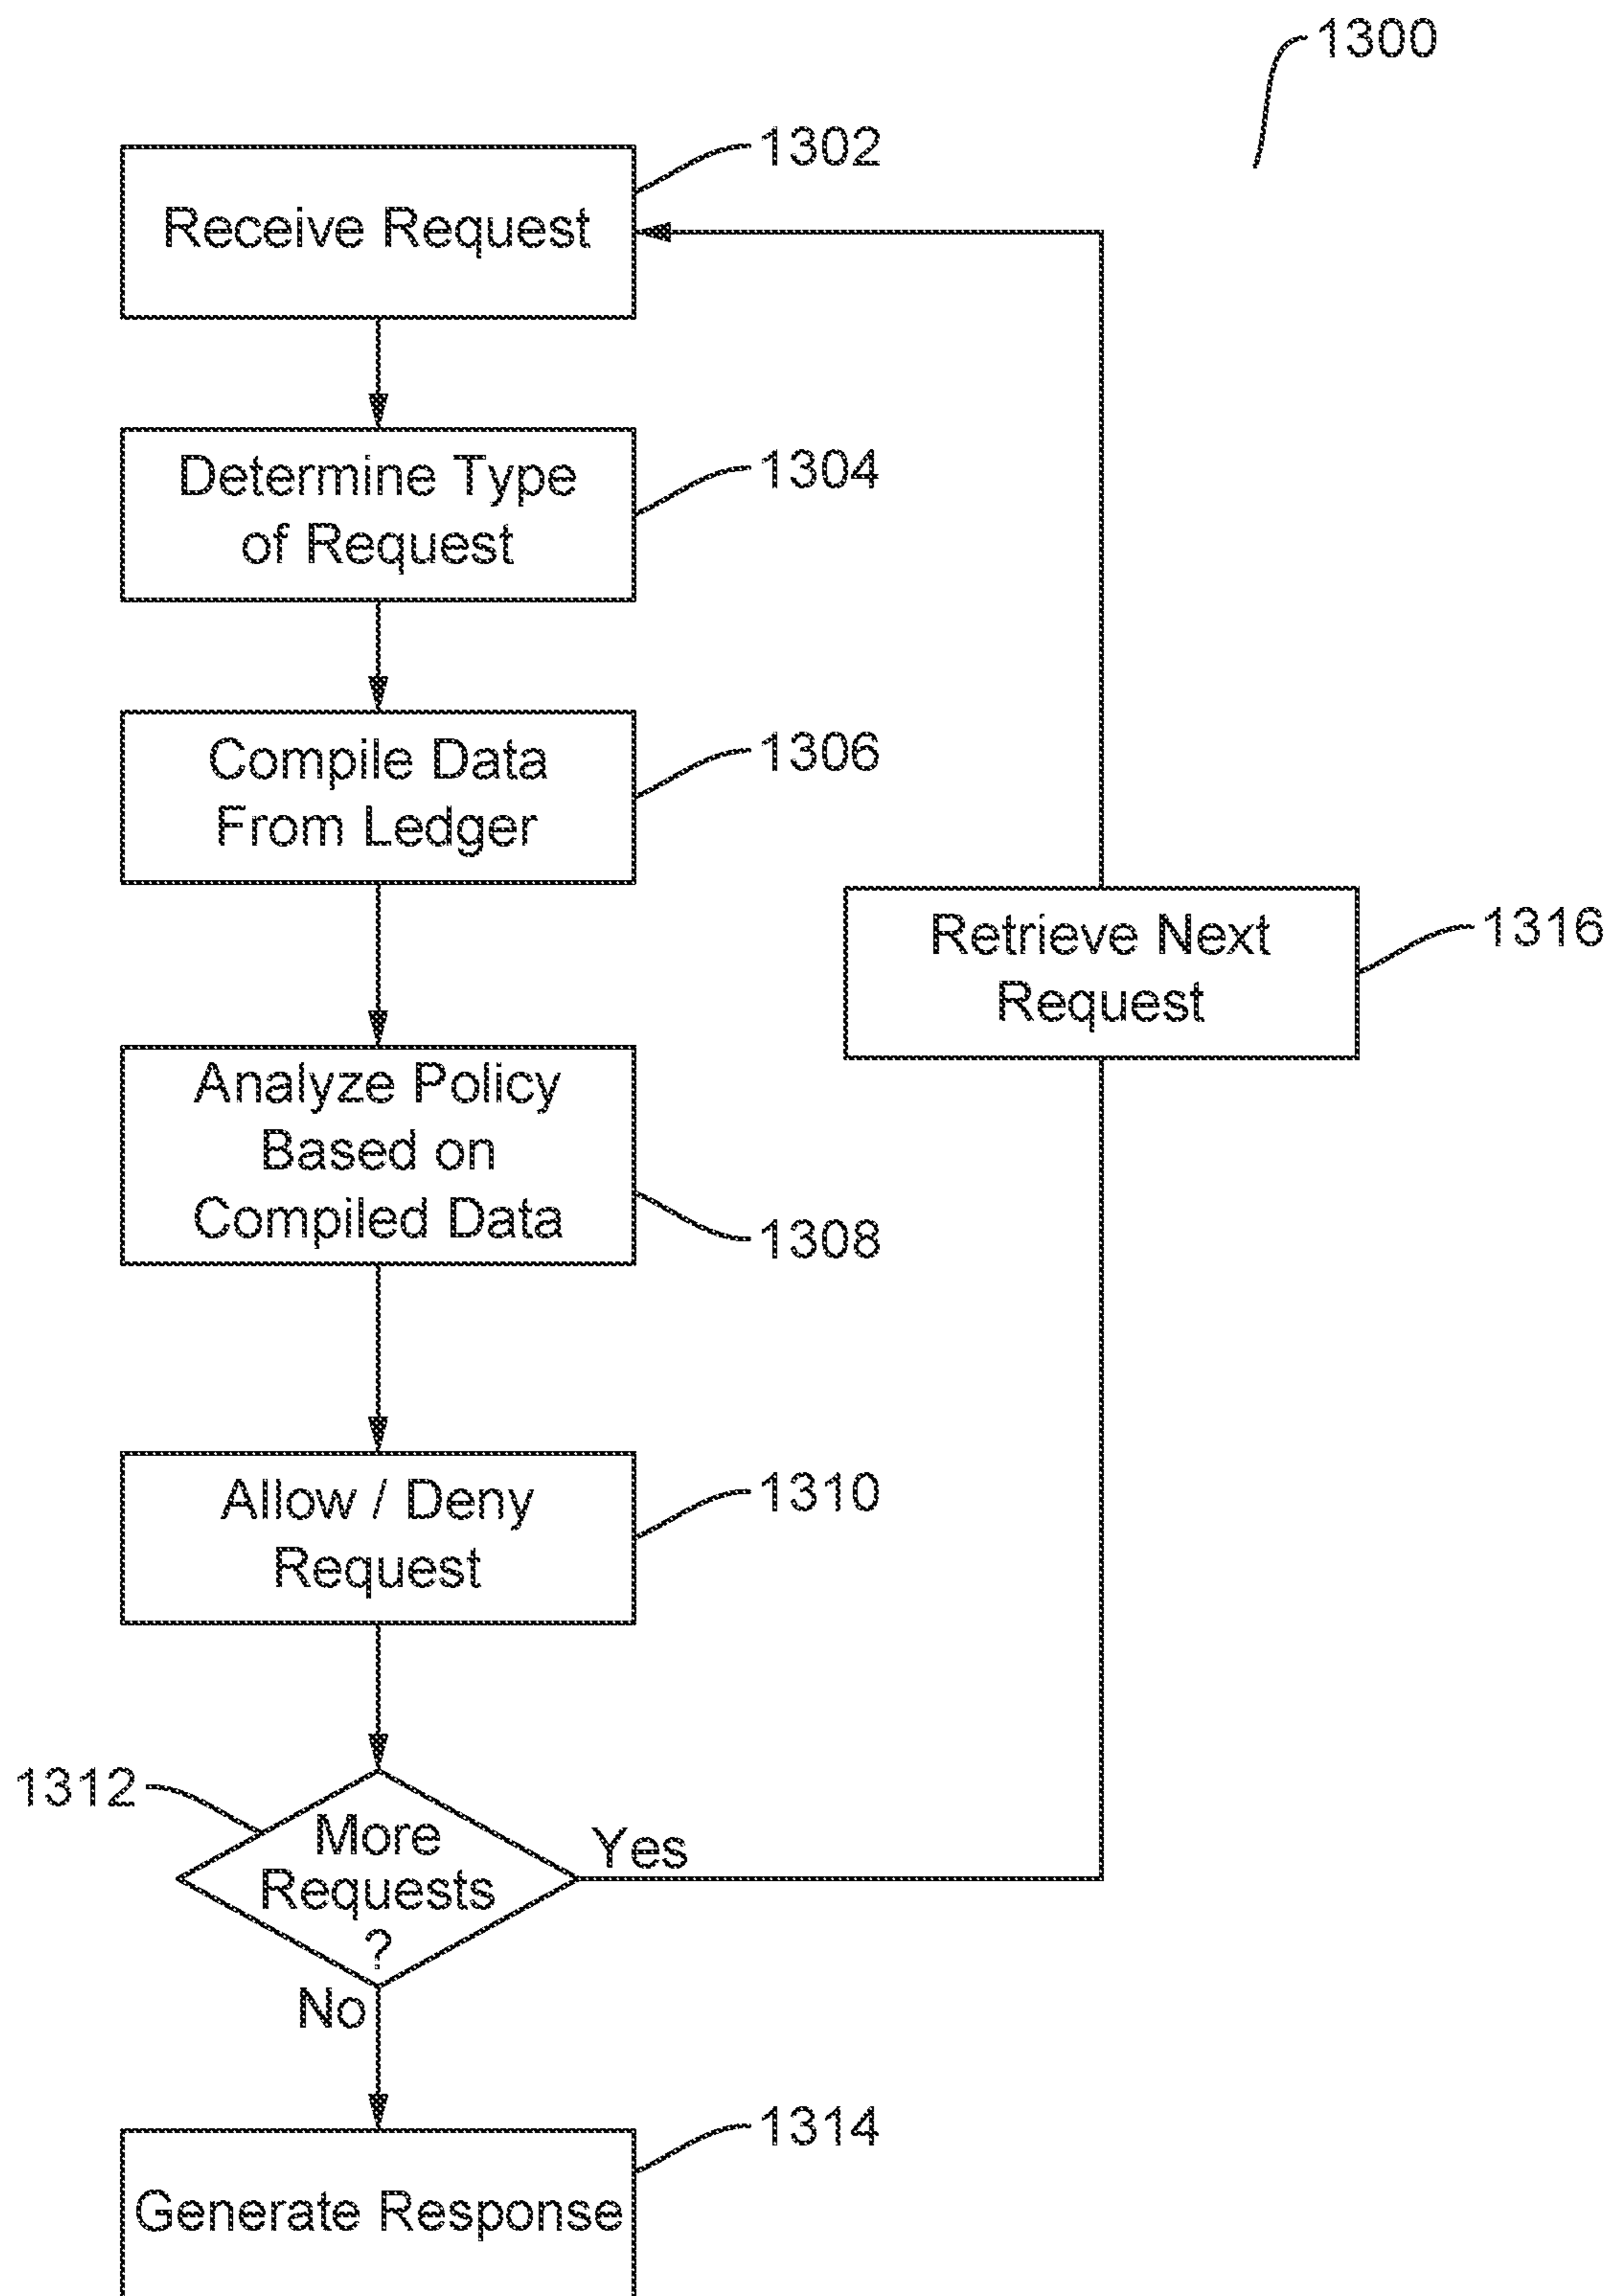 1300
1302
Receive Request
1304
Determine Type
of Request
1306
Compile Data
From Ledger
1316
Retrieve Next
Request
1308
Analyze Policy
Based on
Compiled Data
1310
Allow / Deny
Request
1312
More
Requests
?
Yes
No
1314
Generate Response